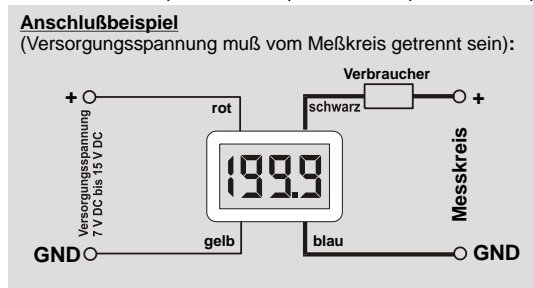 Anschlußbeispiel
(Versorgungsspannung muß vom Meßkreis getrennt sein):
Verbraucher
+
rot
schwarz
+
Versorgungsspannung
7 V DC bis 15 V DC
199.9
Messkreis
gelb
blau
GND
GND